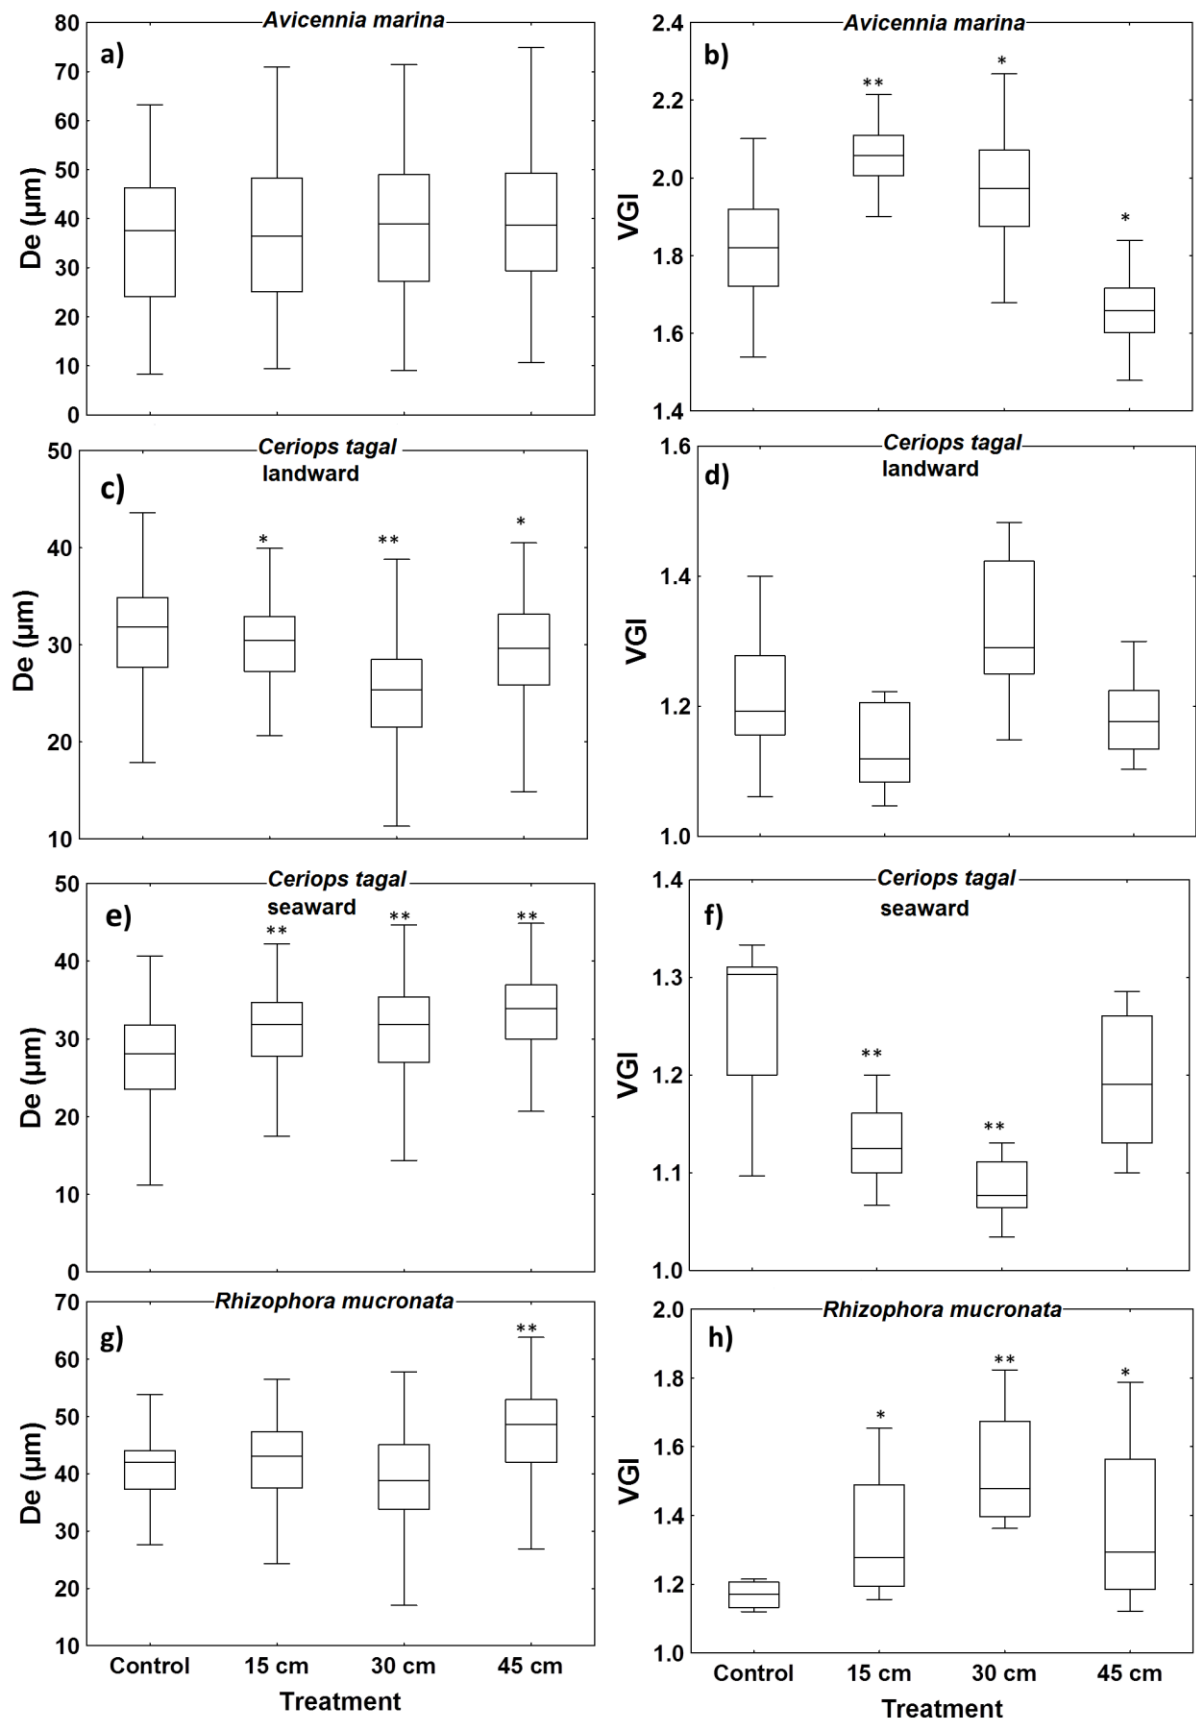 Avicennia marina
a)
80
70
60
50
40
30
20
10
0
De (µm)
Avicennia marina
b)
2.4
2.2
2.0
1.8
1.6
1.4
VGI
**
*
*
Ceriops tagal
landward
c)
50
40
30
20
10
De (µm)
*
**
*
Ceriops tagal
landward
d)
1.6
1.4
1.2
1.0
VGI
Ceriops tagal
seaward
e)
50
40
30
20
10
0
De (µm)
**
**
**
Ceriops tagal
seaward
f)
1.4
1.3
1.2
1.1
1.0
VGI
**
**
Rhizophora mucronata
g)
70
60
50
40
30
20
10
De (µm)
**
Control 15 cm 30 cm 45 cm
Treatment
Rhizophora mucronata
h)
2.0
1.8
1.6
1.4
1.2
1.0
VGI
*
**
*
Control 15 cm 30 cm 45 cm
Treatment